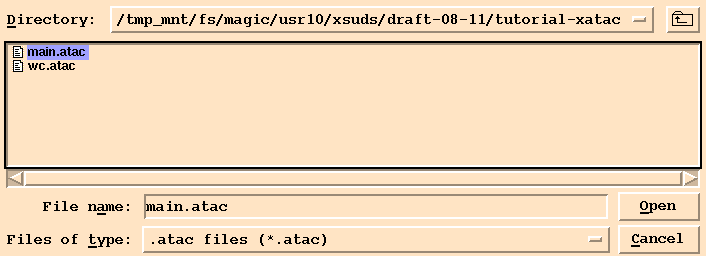 Directory: /tmp_mnt/fs/magic/usr10/xsuds/draft-08-11/tutorial-xatac
main.atac
wc.atac
File name: main.atac Open
Files of type: .atac files (*.atac) Cancel